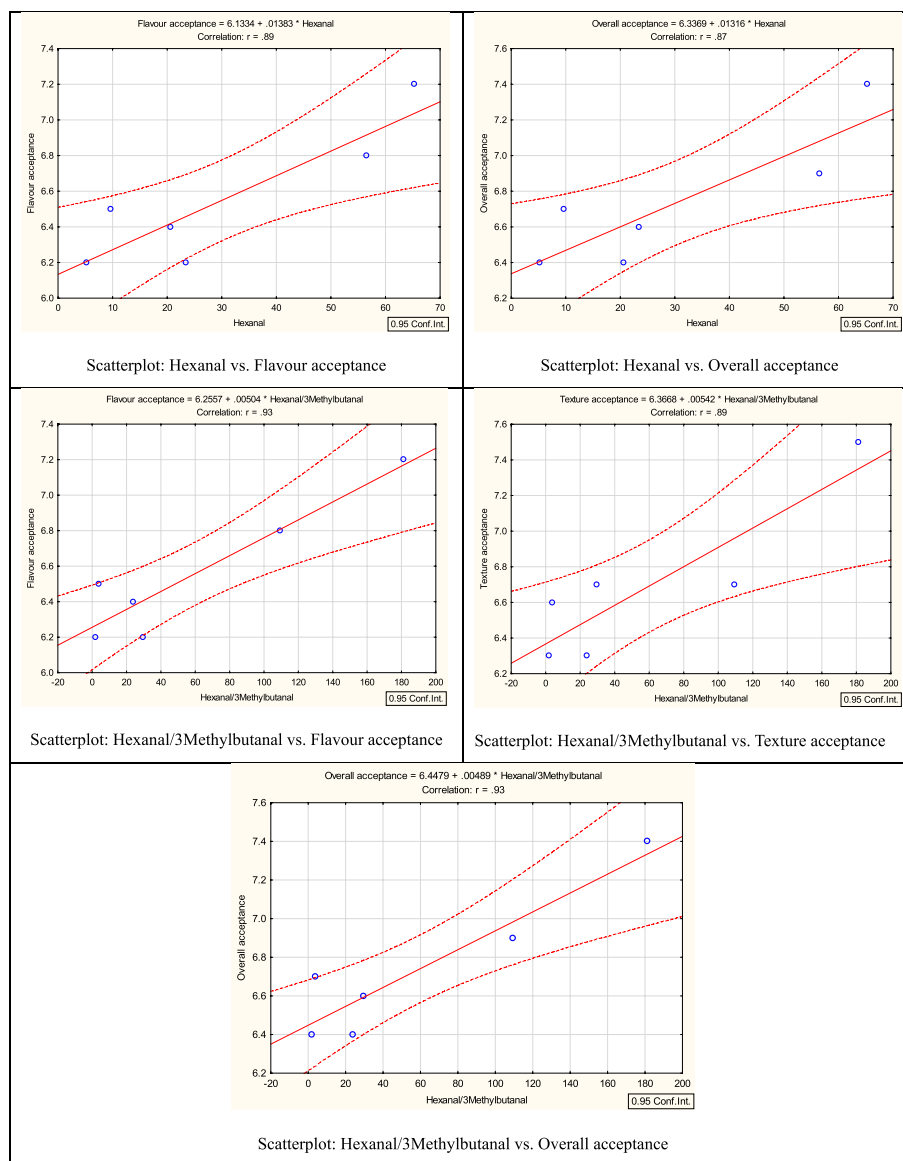 Flavour acceptance = 6.1334 + .01383 * Hexanal
Correlation: r = .89
7.4
7.2
7.0
6.8
6.6
6.4
6.2
6.0
Flavour acceptance
0 10 20 30 40 50 60 70
Hexanal
0.95 Conf.Int.
Scatterplot: Hexanal vs. Flavour acceptance
Overall acceptance = 6.3369 + .01316 * Hexanal
Correlation: r = .87
7.6
7.4
7.2
7.0
6.8
6.6
6.4
6.2
Overall acceptance
0 10 20 30 40 50 60 70
Hexanal
0.95 Conf.Int.
Scatterplot: Hexanal vs. Overall acceptance
Flavour acceptance = 6.2557 + .00504 * Hexanal/3Methylbutanal
Correlation: r = .93
7.4
7.2
7.0
6.8
6.6
6.4
6.2
6.0
Flavour acceptance
-20 0 20 40 60 80 100 120 140 160 180 200
Hexanal/3Methylbutanal
0.95 Conf.Int.
Scatterplot: Hexanal/3Methylbutanal vs. Flavour acceptance
Texture acceptance = 6.3668 + .00542 * Hexanal/3Methylbutanal
Correlation: r = .89
7.6
7.4
7.2
7.0
6.8
6.6
6.4
6.2
Texture acceptance
-20 0 20 40 60 80 100 120 140 160 180 200
Hexanal/3Methylbutanal
0.95 Conf.Int.
Scatterplot: Hexanal/3Methylbutanal vs. Texture acceptance
Overall acceptance = 6.4479 + .00489 * Hexanal/3Methylbutanal
Correlation: r = .93
7.6
7.4
7.2
7.0
6.8
6.6
6.4
6.2
Overall acceptance
-20 0 20 40 60 80 100 120 140 160 180 200
Hexanal/3Methylbutanal
0.95 Conf.Int.
Scatterplot: Hexanal/3Methylbutanal vs. Overall acceptance